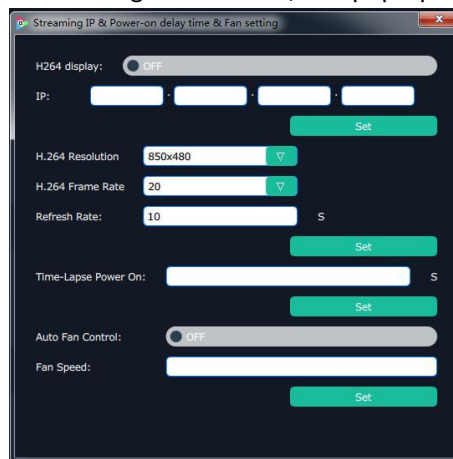 Streaming IP & Power-on delay time & Fan setting
H264 display: OFF
IP: . . .
Set
H.264 Resolution 850x480
H.264 Frame Rate 20
Refresh Rate: 10 S
Set
Time-Lapse Power On: S
Set
Auto Fan Control: OFF
Fan Speed:
Set